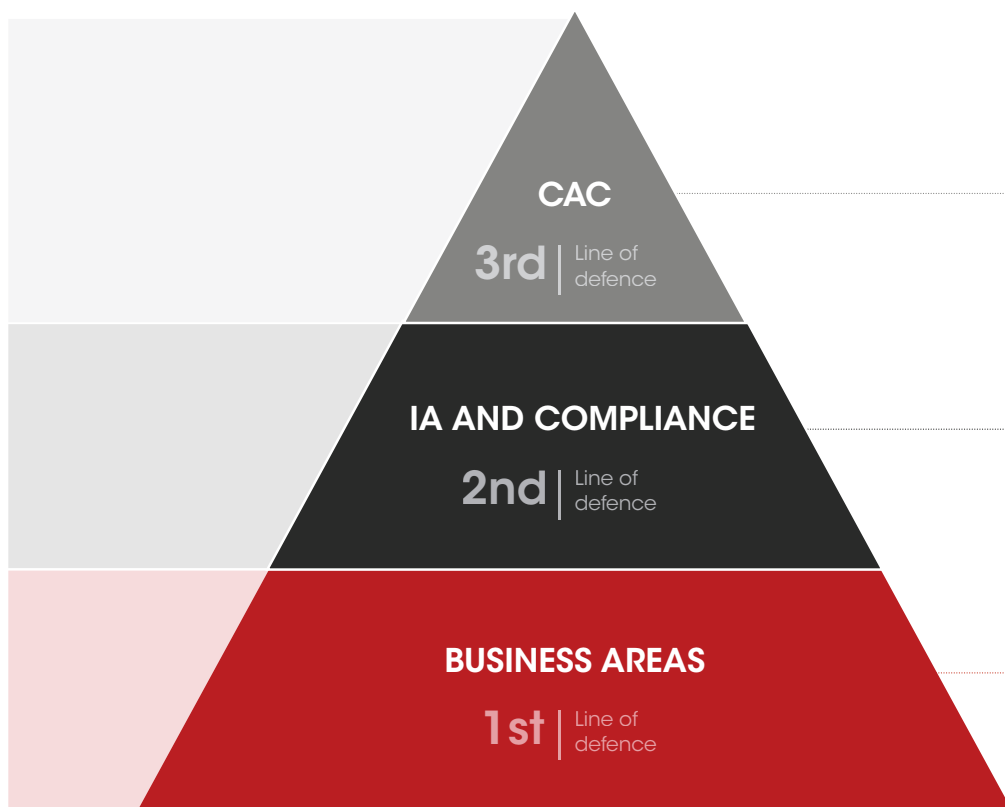 CAC
3rd
Line of
defence
IA AND COMPLIANCE
2nd
Line of
defence
BUSINESS AREAS
1st
Line of
defence